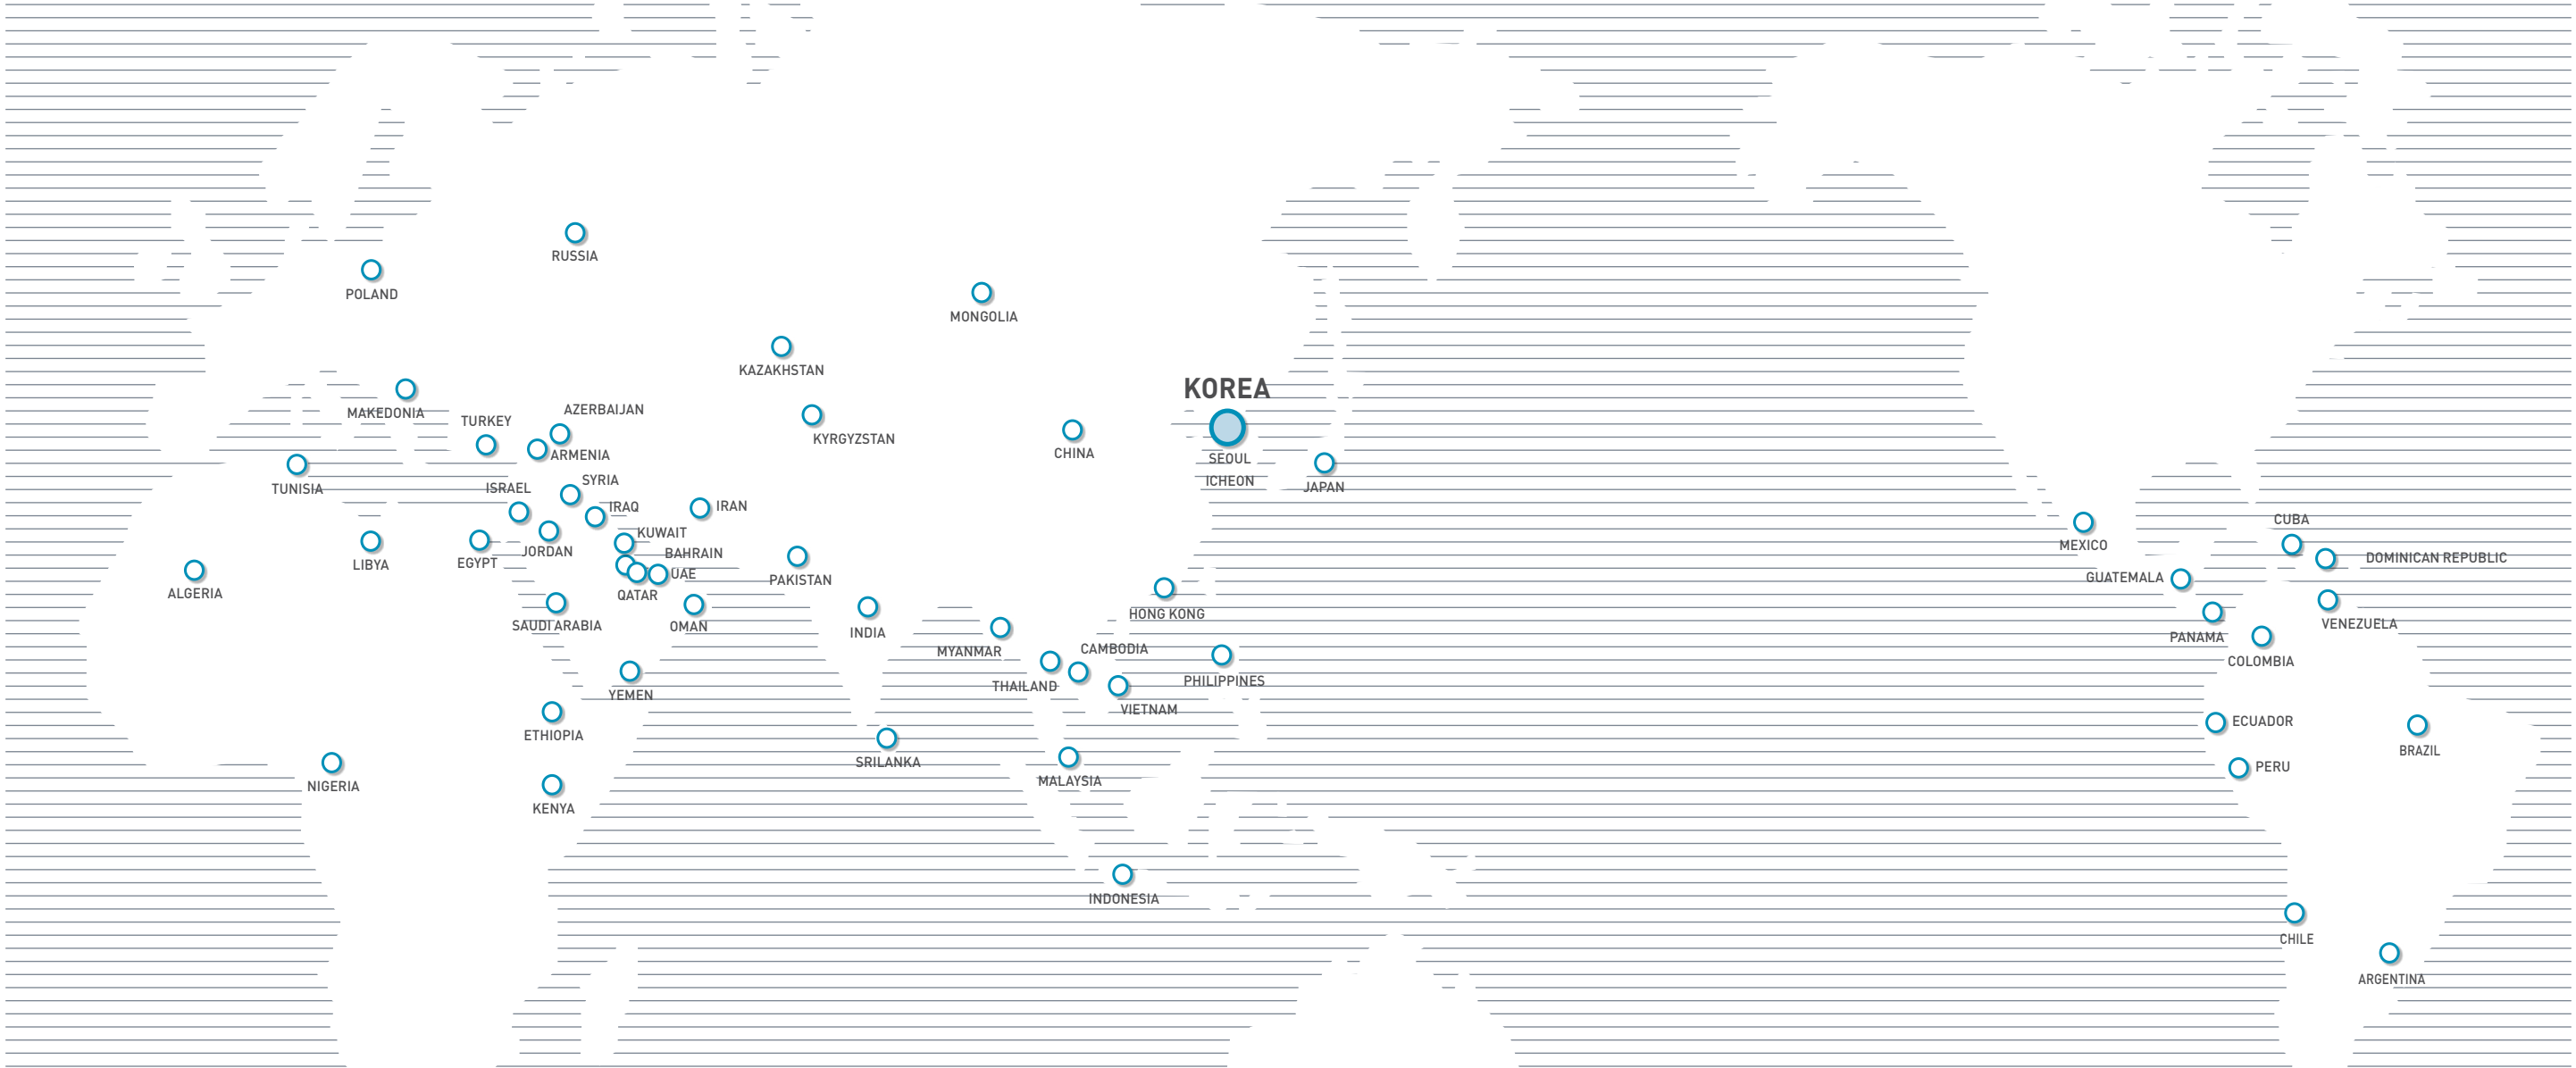 RUSSIA
POLAND
MONGOLIA
KAZAKHSTAN
KOREA
MAKEDONIA
AZERBAIJAN
TURKEY
KYRGYZSTAN
CHINA
ARMENIA
SEOUL
ICHEON
JAPAN
TUNISIA
ISRAEL
SYRIA
IRAQ
IRAN
CUBA
KUWAIT
MEXICO
LIBYA
EGYPT
JORDAN
BAHRAIN
DOMINICAN REPUBLIC
UAE
PAKISTAN
GUATEMALA
ALGERIA
QATAR
SAUDI ARABIA
OMAN
INDIA
HONG KONG
VENEZUELA
PANAMA
MYANMAR
CAMBODIA
COLOMBIA
THAILAND
PHILIPPINES
YEMEN
VIETNAM
ETHIOPIA
ECUADOR
BRAZIL
SRILANKA
PERU
NIGERIA
MALAYSIA
KENYA
INDONESIA
CHILE
ARGENTINA